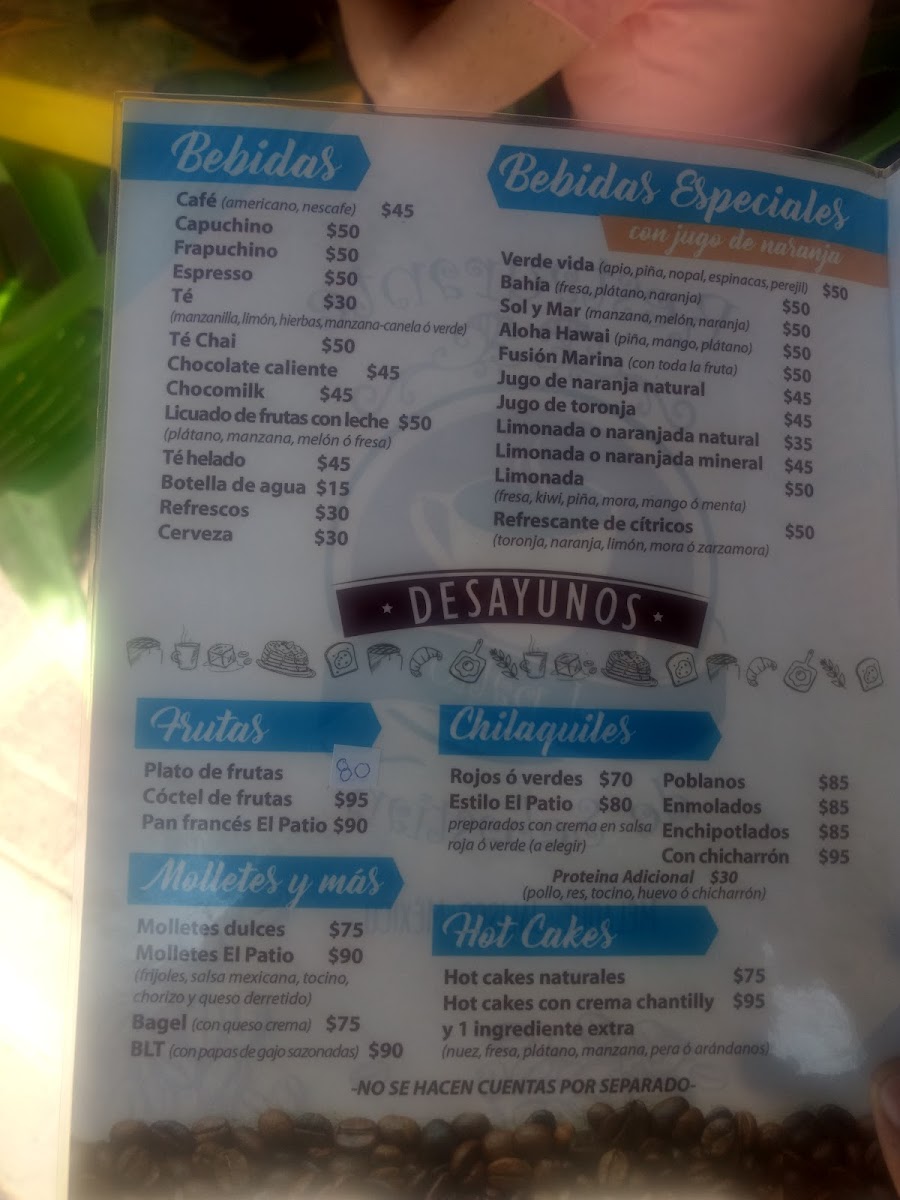 Bebidas
Café (americano, nescafe) $45
Capuchino $50
Frapuchino $50
Espresso $50
Té $30
(manzanilla, limón, hierbas, manzana-canela ó verde)
Té Chai $50
Chocolate caliente $45
Chocomilk $45
Licuado de frutas con leche $50
(plátano, manzana, melón ó fresa)
Té helado $45
Botella de agua $15
Refrescos $30
Cerveza $30
Bebidas Especiales
con jugo de naranja
Verde vida (apio, piña, nopal, espinacas, perejil) $50
Bahía (fresa, plátano, naranja) $50
Sol y Mar (manzana, melón, naranja) $50
Aloha Hawai (piña, mango, plátano) $50
Fusión Marina (con toda la fruta) $50
Jugo de naranja natural $45
Jugo de toronja $45
Limonada o naranjada natural $35
Limonada o naranjada mineral $45
Limonada $50
(fresa, kiwi, piña, mora, mango ó menta)
Refrescante de cítricos $50
(toronja, naranja, limón, mora ó zarzamora)
DESAYUNOS
Frutas
Plato de frutas 80
Cóctel de frutas $95
Pan francés El Patio $90
Molletes y más
Molletes dulces $75
Molletes El Patio $90
(frijoles, salsa mexicana, tocino,
chorizo y queso derretido)
Bagel (con queso crema) $75
BLT (con papas de gajo sazonadas) $90
Chilaquiles
Rojos ó verdes $70
Estilo El Patio $80
preparados con crema en salsa
roja ó verde (a elegír)
Poblanos $85
Enmolados $85
Enchipotlados $85
Con chicharrón $95
Proteina Adicional $30
(pollo, res, tocino, huevo ó chicharrón)
Hot Cakes
Hot cakes naturales $75
Hot cakes con crema chantilly $95
y 1 ingrediente extra
(nuez, fresa, plátano, manzana, pera ó arándanos)
-NO SE HACEN CUENTAS POR SEPARADO-